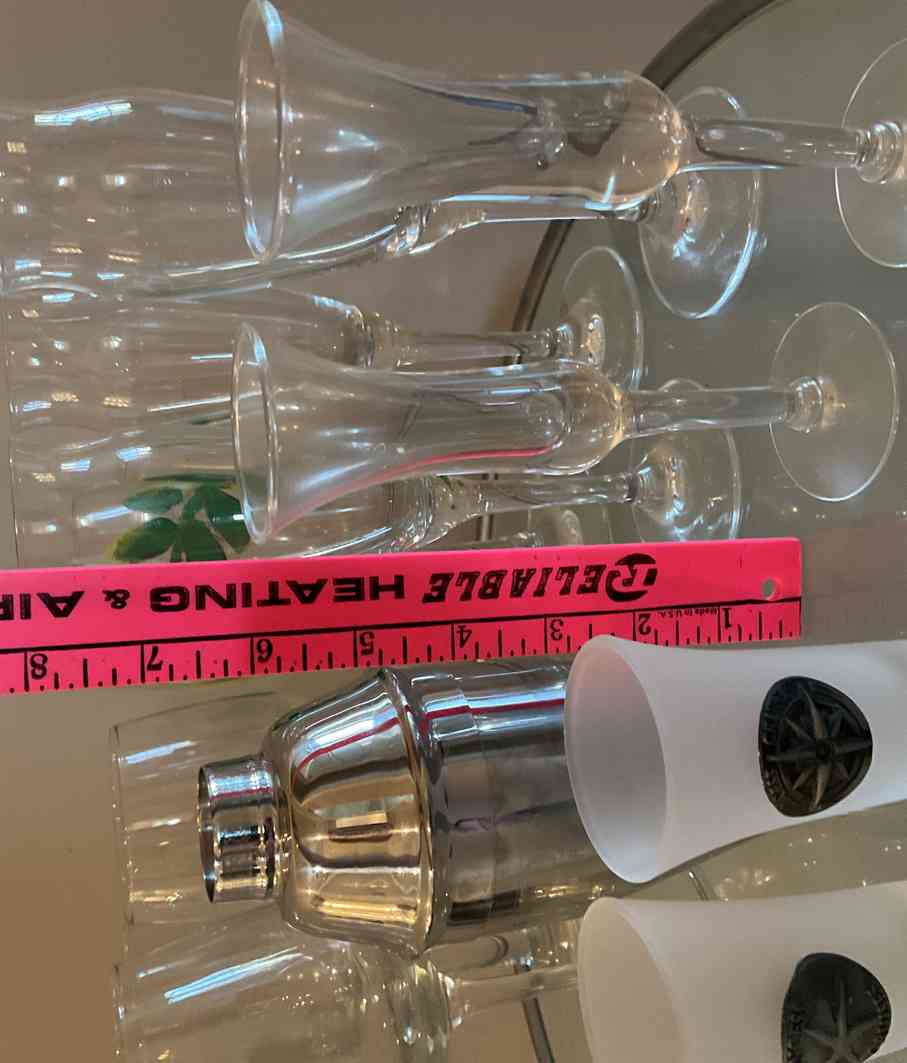 RELIABLE HEATING & AIR
1 2 3 4 5 6 7 8
Made in U.S.A.